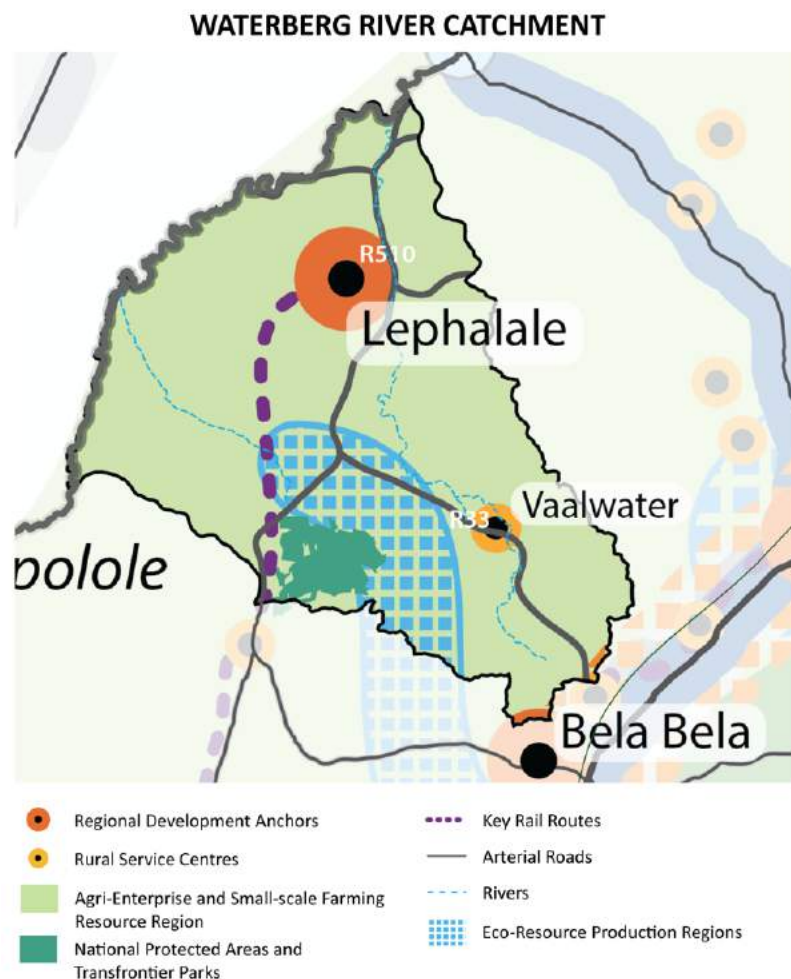 WATERBERG RIVER CATCHMENT
R510
Lephalale
Vaalwater
R33
polole
Bela Bela
Regional Development Anchors
Rural Service Centres
Agri-Enterprise and Small-scale Farming
Resource Region
National Protected Areas and
Transfrontier Parks
Key Rail Routes
Arterial Roads
Rivers
Eco-Resource Production Regions